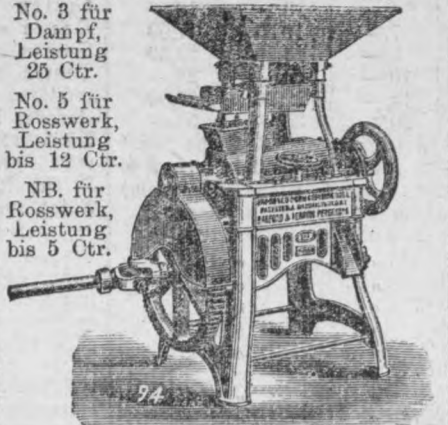 No. 3 für
Dampf,
Leistung
25 Ctr.
No. 5 für
Rosswerk,
Leistung
bis 12 Ctr.
NB. für
Rosswerk,
Leistung
bis 5 Ctr.
94